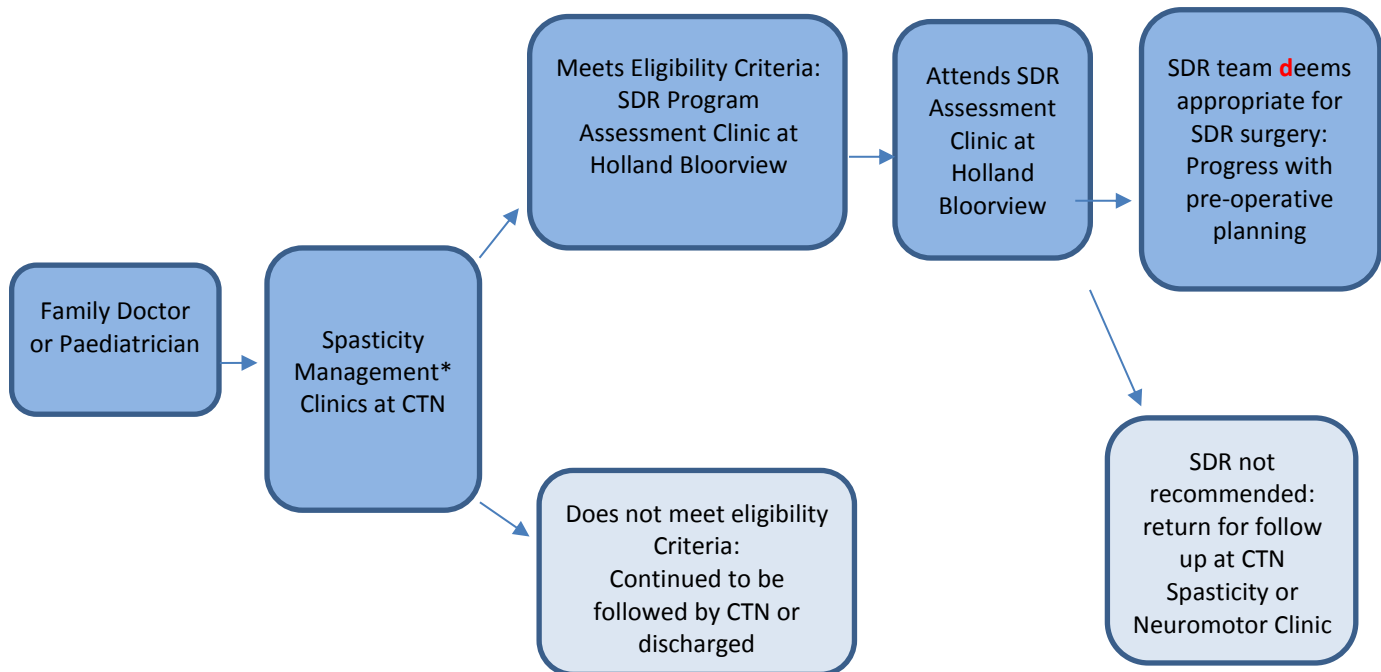 Family Doctor
or Paediatrician
Spasticity
Management*
Clinics at CTN
Meets Eligibility Criteria:
SDR Program
Assessment Clinic at
Holland Bloorview
Attends SDR
Assessment
Clinic at
Holland
Bloorview
SDR team deems
appropriate for
SDR surgery:
Progress with
pre-operative
planning
Does not meet eligibility
Criteria:
Continued to be
followed by CTN or
discharged
SDR not
recommended:
return for follow
up at CTN
Spasticity or
Neuromotor Clinic